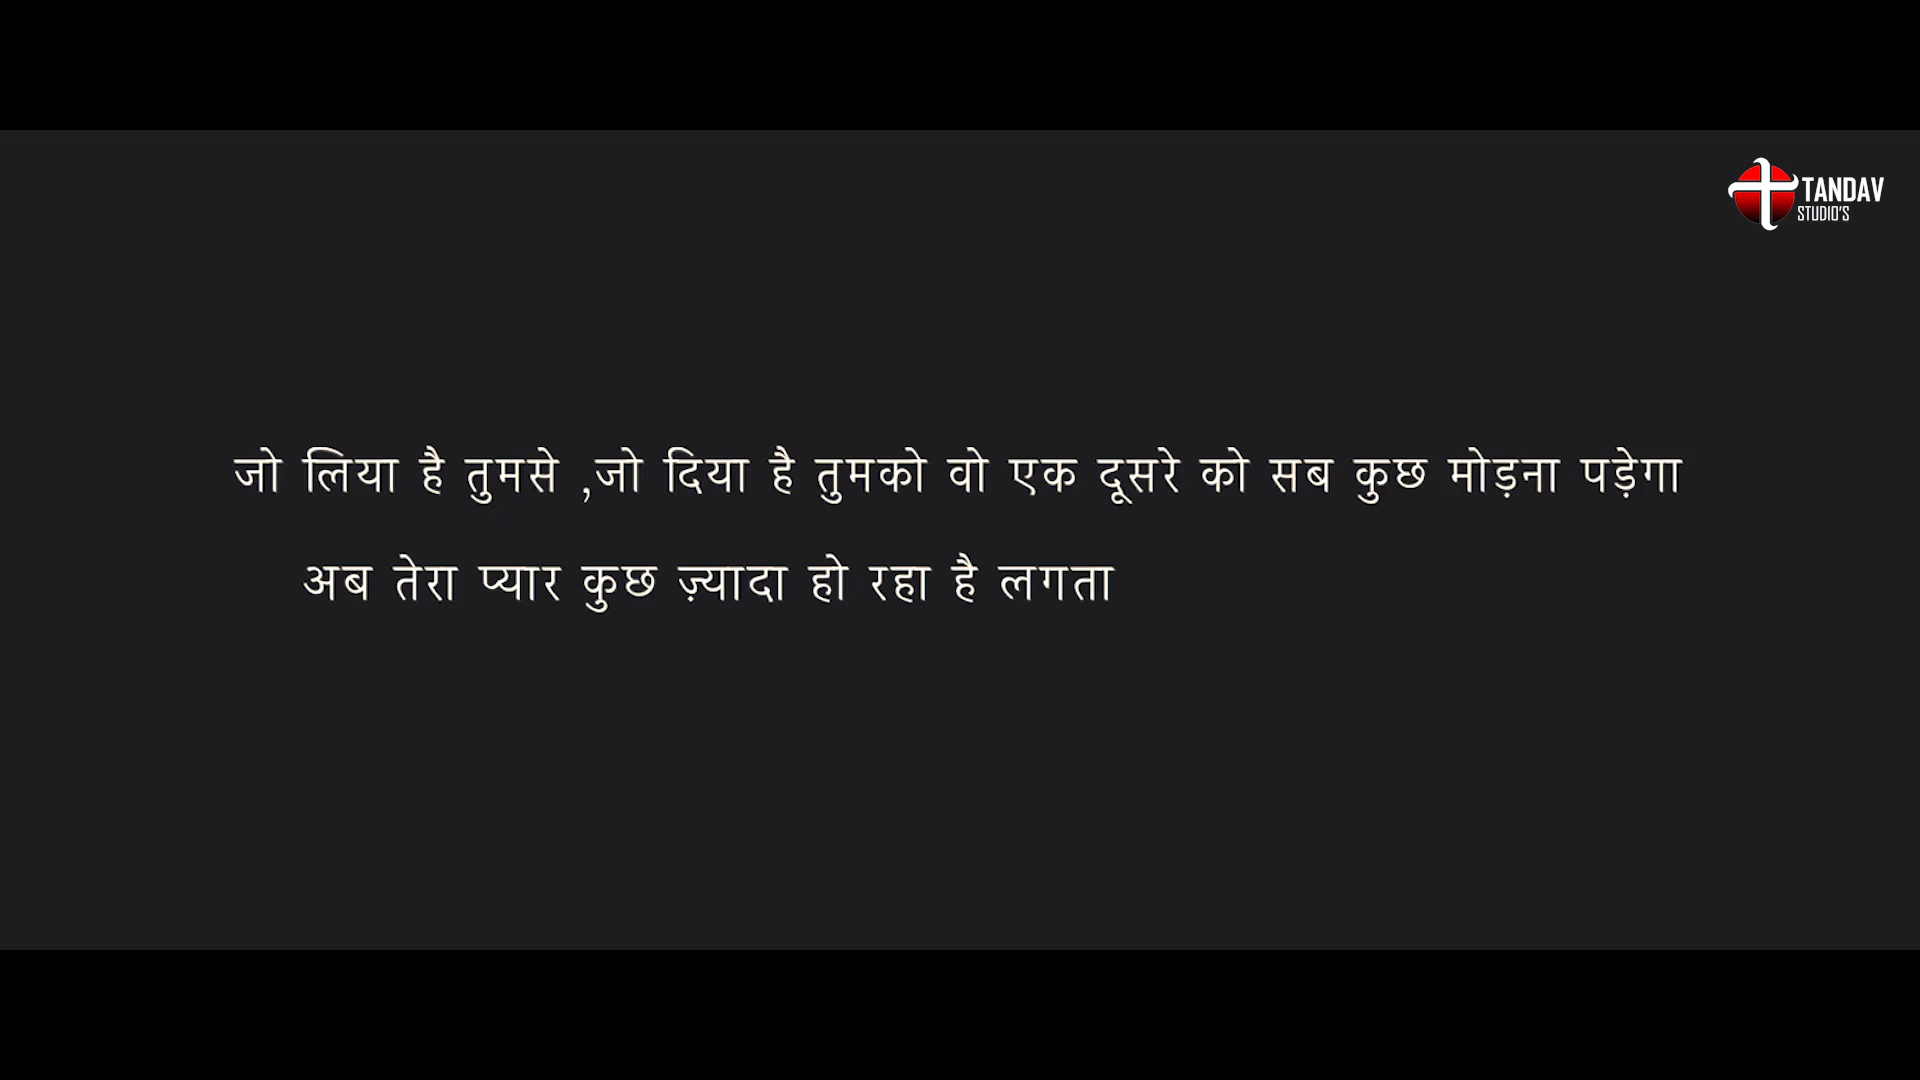 TANDAV
STUDIO'S
जो लिया है तुमसे ,जो दिया है तुमको वो एक दूसरे को सब कुछ मोड़ना पड़ेगा
अब तेरा प्यार कुछ ज़्यादा हो रहा है लगता